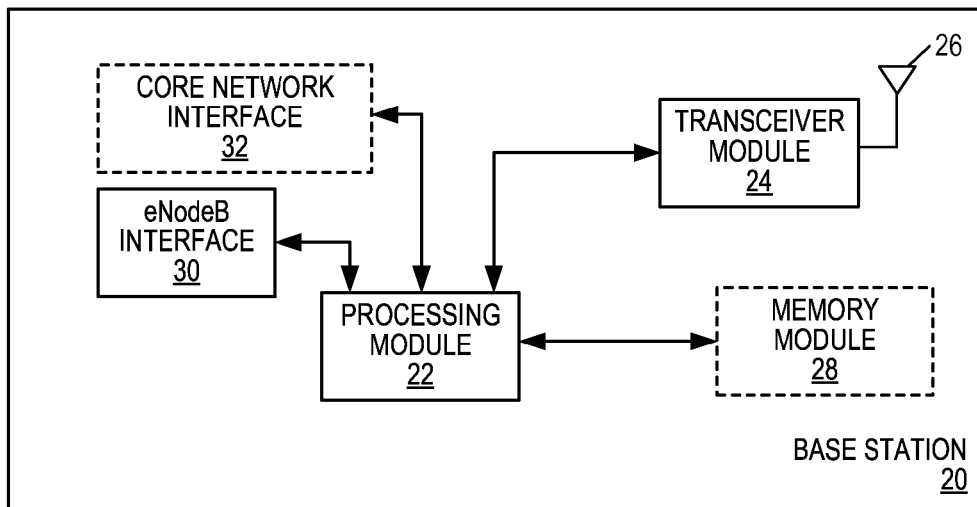 26
CORE NETWORK
INTERFACE
32
TRANSCEIVER
MODULE
24
eNodeB
INTERFACE
30
PROCESSING
MODULE
22
MEMORY
MODULE
28
BASE STATION
20